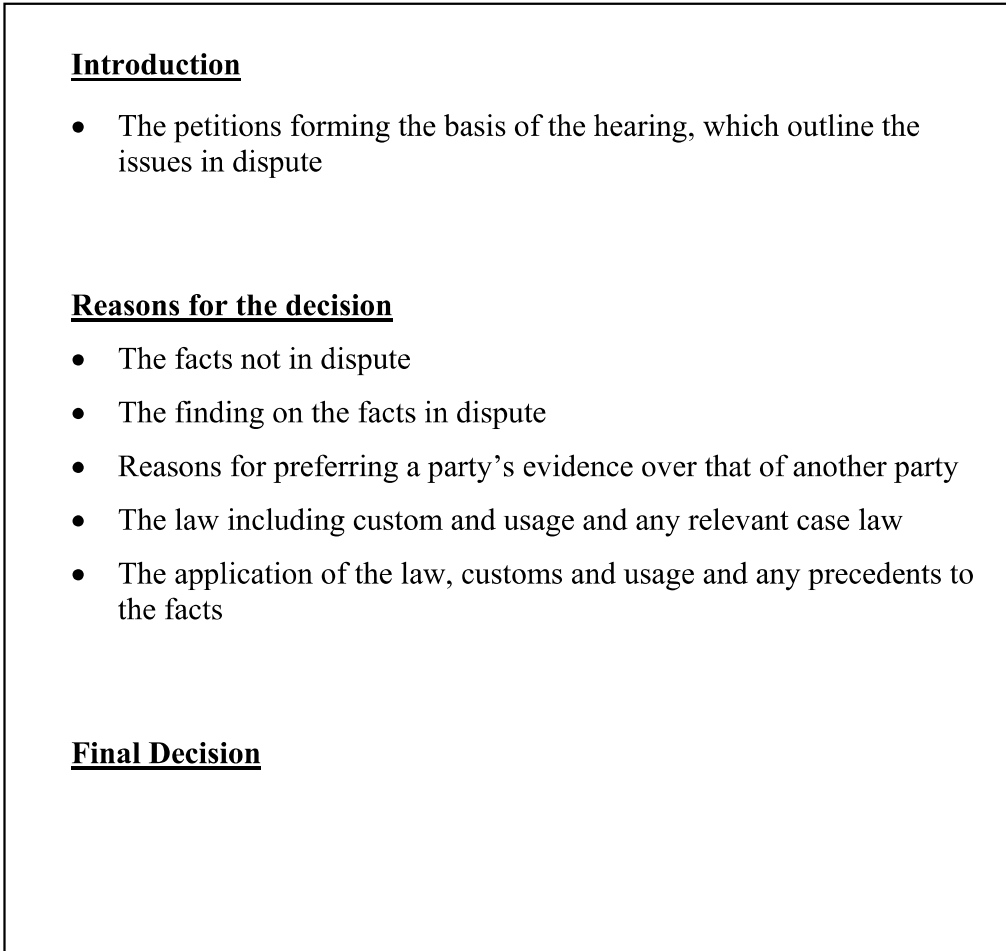 Introduction
• The petitions forming the basis of the hearing, which outline the
issues in dispute
Reasons for the decision
• The facts not in dispute
• The finding on the facts in dispute
• Reasons for preferring a party’s evidence over that of another party
• The law including custom and usage and any relevant case law
• The application of the law, customs and usage and any precedents to
the facts
Final Decision